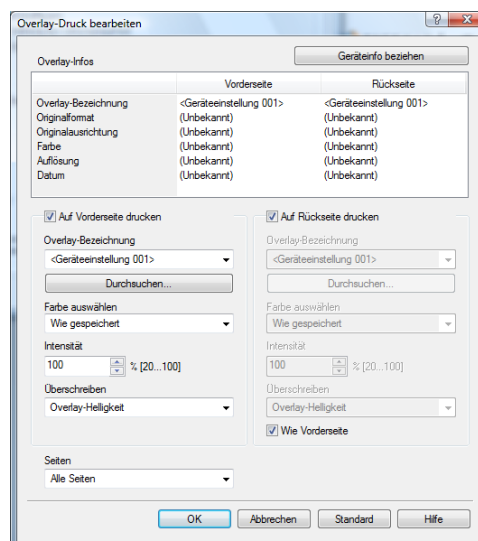 Overlay-Druck bearbeiten
Overlay-Infos
Geräteinfo beziehen
Vorderseite Rückseite
Overlay-Bezeichnung <Geräteeinstellung 001> <Geräteeinstellung 001>
Originalformat (Unbekannt) (Unbekannt)
Originalausrichtung (Unbekannt) (Unbekannt)
Farbe (Unbekannt) (Unbekannt)
Auflösung (Unbekannt) (Unbekannt)
Datum (Unbekannt) (Unbekannt)
Auf Vorderseite drucken
Overlay-Bezeichnung
<Geräteeinstellung 001>
Durchsuchen...
Farbe auswählen
Wie gespeichert
Intensität
100 % [20...100]
Überschreiben
Overlay-Helligkeit
Auf Rückseite drucken
Overlay-Bezeichnung
<Geräteeinstellung 001>
Durchsuchen...
Farbe auswählen
Wie gespeichert
Intensität
100 % [20...100]
Überschreiben
Overlay-Helligkeit
Wie Vorderseite
Seiten
Alle Seiten
OK Abbrechen Standard Hilfe